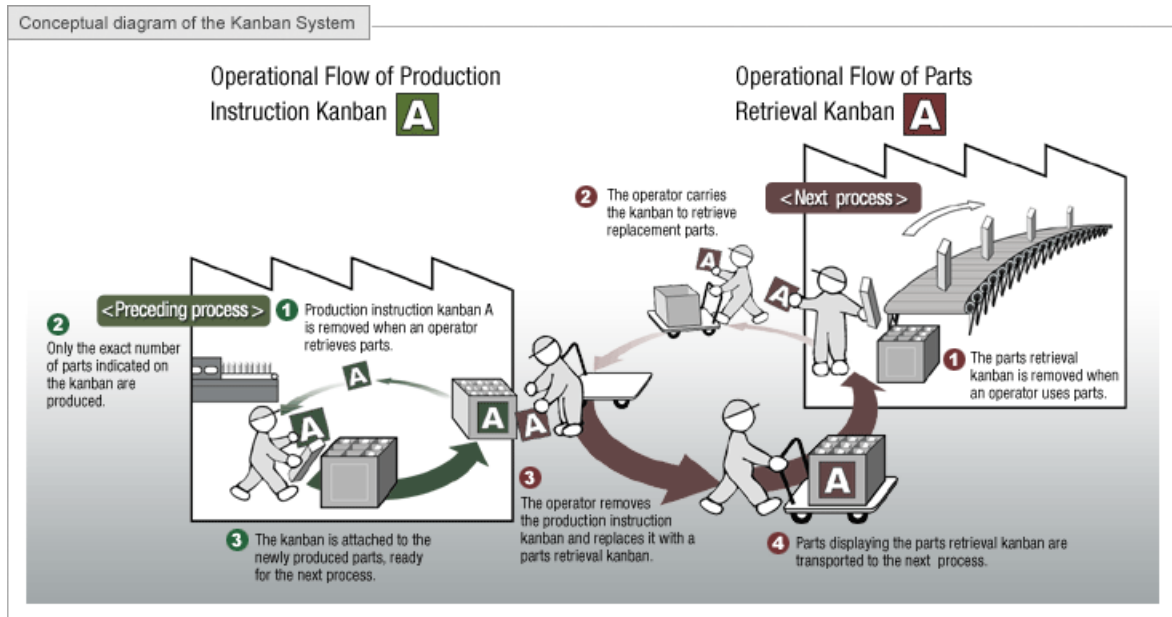 Conceptual diagram of the Kanban System
Operational Flow of Production
Instruction Kanban A
Operational Flow of Parts
Retrieval Kanban A
<Preceding process>
1 Production instruction kanban A
is removed when an operator
retrieves parts.
2
Only the exact number
of parts indicated on
the kanban are
produced.
A
A
A
A
3 The kanban is attached to the
newly produced parts, ready
for the next process.
<Next process>
1 The parts retrieval
kanban is removed when
an operator uses parts.
2 The operator carries
the kanban to retrieve
replacement parts.
A
A
3
The operator removes
the production instruction
kanban and replaces it with a
parts retrieval kanban.
A
4 Parts displaying the parts retrieval kanban are
transported to the next process.